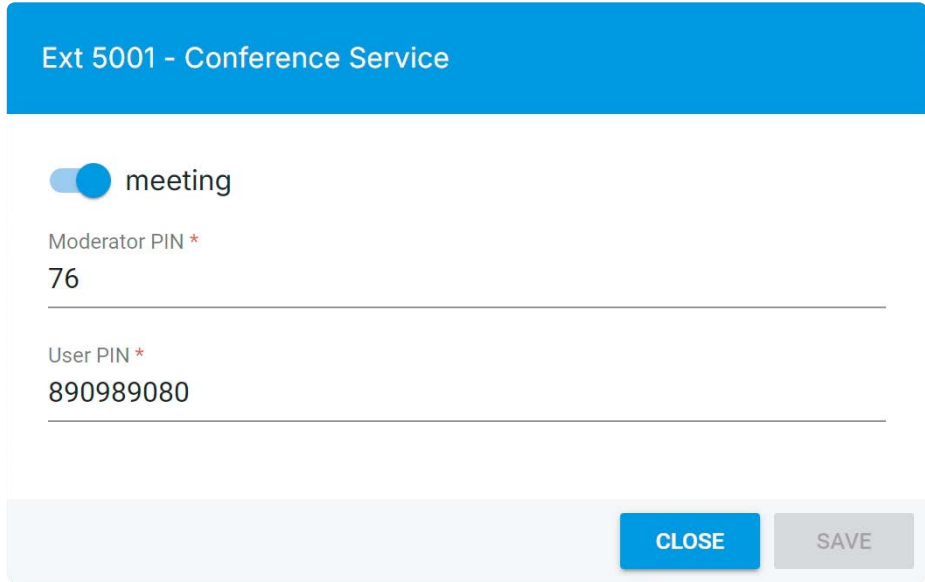 Ext 5001 - Conference Service
meeting
Moderator PIN *
76
User PIN *
890989080
CLOSE SAVE